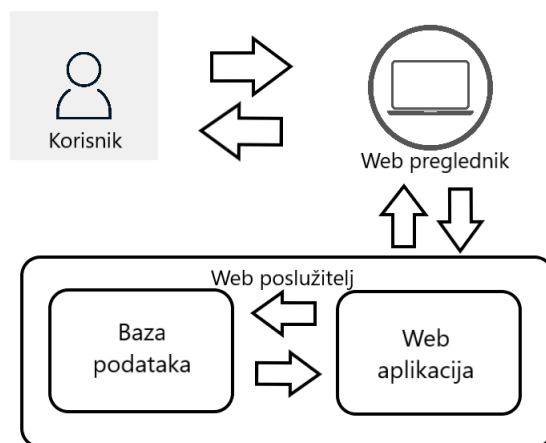 Korisnik
Web preglednik
Web poslužitelj
Baza
podataka
Web
aplikacija